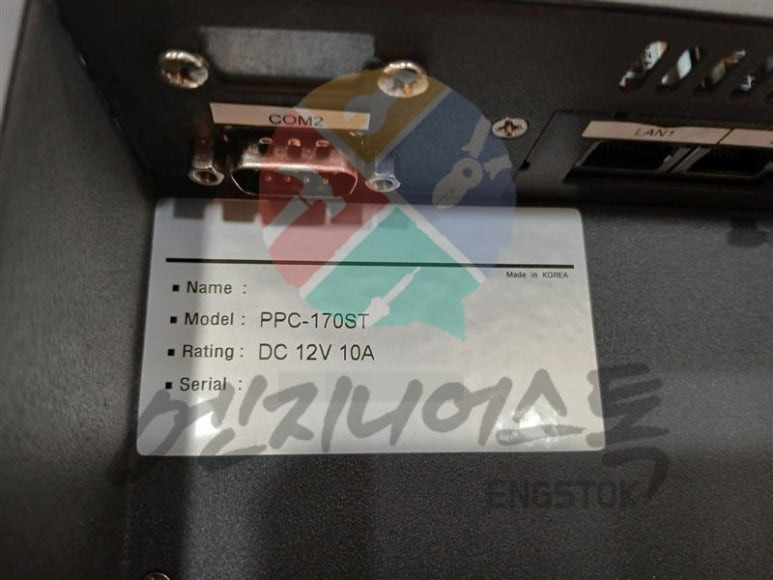 COM2
LAN1
Made in KOREA
▪ Name :
▪ Model : PPC-170ST
▪ Rating : DC 12V 10A
▪ Serial :
엔지니어스톡
ENGSTOK